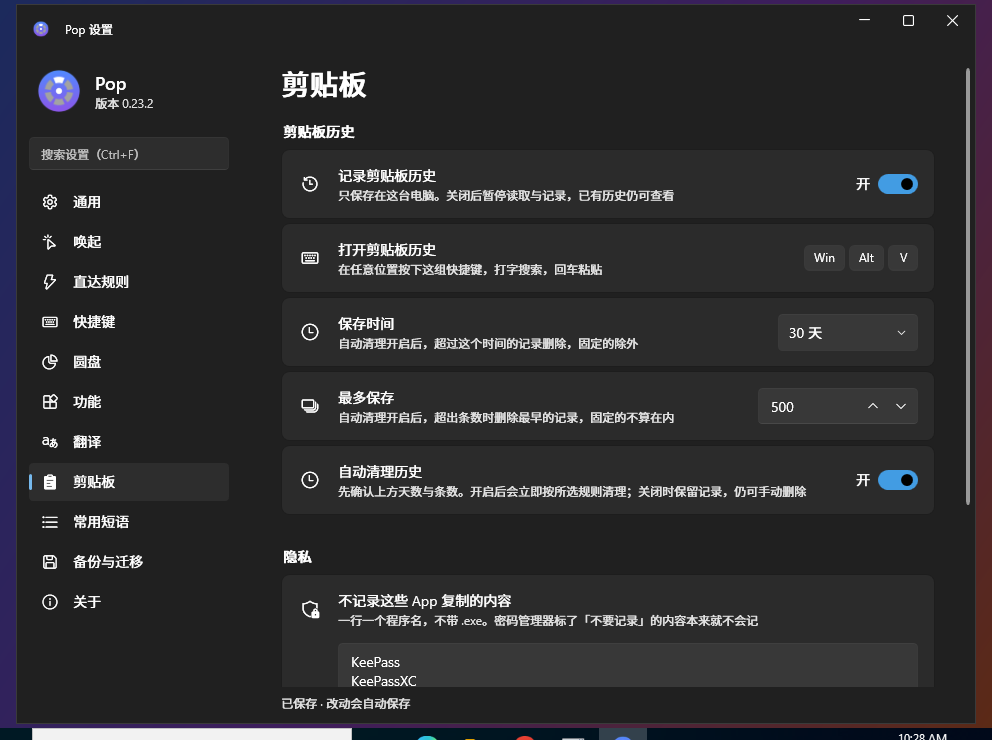 Pop 设置
Pop
版本 0.23.2
搜索设置（Ctrl+F）
通用
唤起
直达规则
快捷键
圆盘
功能
翻译
剪贴板
常用短语
备份与迁移
关于
剪贴板
剪贴板历史
记录剪贴板历史
只保存在这台电脑。关闭后暂停读取与记录，已有历史仍可查看
开
打开剪贴板历史
在任意位置按下这组快捷键，打字搜索，回车粘贴
Win Alt V
保存时间
自动清理开启后，超过这个时间的记录删除，固定的除外
30 天
最多保存
自动清理开启后，超出条数时删除最早的记录，固定的不算在内
500
自动清理历史
先确认上方天数与条数。开启后会立即按所选规则清理；关闭时保留记录，仍可手动删除
开
隐私
不记录这些 App 复制的内容
一行一个程序名，不带 .exe。密码管理器标了「不要记录」的内容本来就不会记
KeePass
KeePassXC
已保存 · 改动会自动保存
10:28 AM